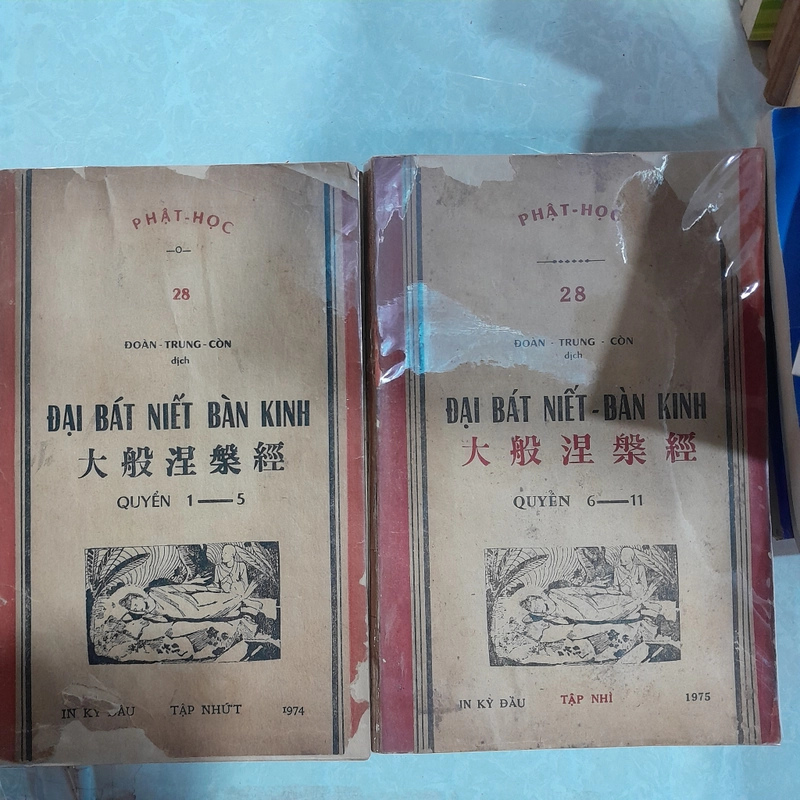 PHẬT-HỌC
—o—
28
ĐOÀN-TRUNG-CÒN
dịch
ĐẠI BÁT NIẾT BÀN KINH
大般涅槃經
QUYỂN 1 — 5
IN KỲ ĐẦU TẬP NHỨT 1974
PHẬT-HỌC
28
ĐOÀN - TRUNG - CÒN
dịch
ĐẠI BÁT NIẾT-BÀN KINH
大般涅槃經
QUYỂN 6 — 11
IN KỲ ĐẦU TẬP NHÌ 1975